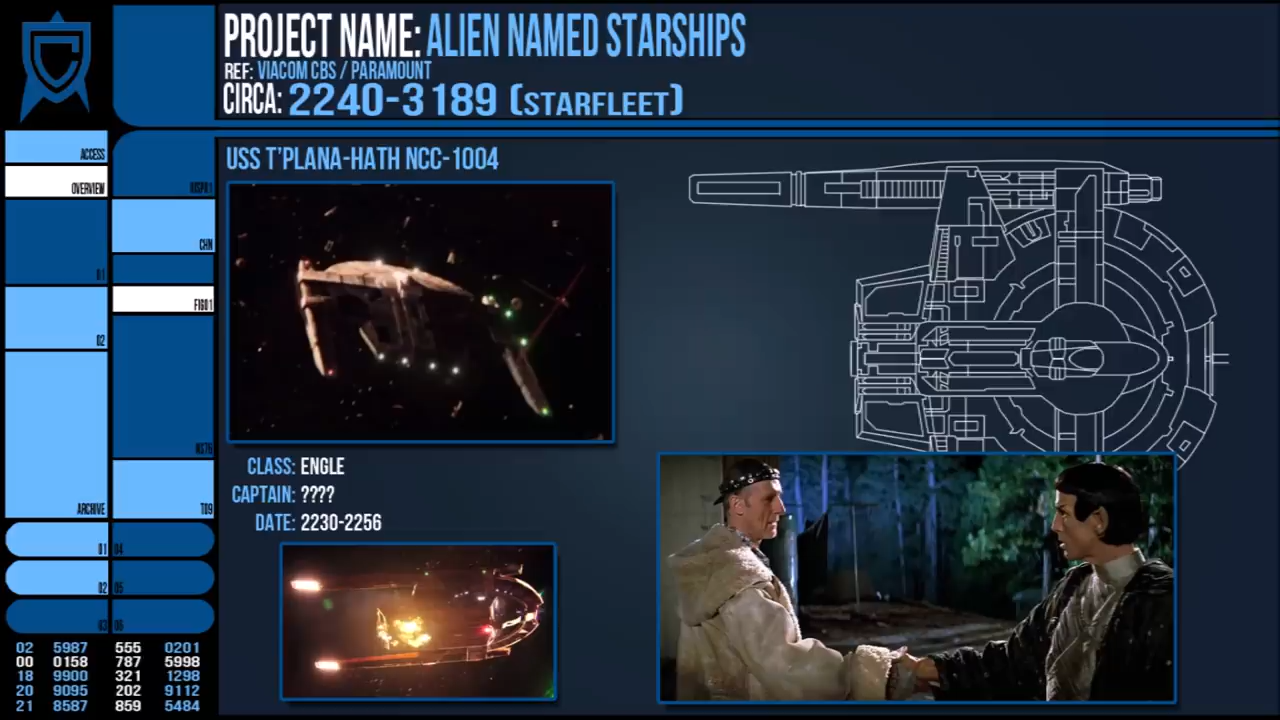 PROJECT NAME: ALIEN NAMED STARSHIPS
REF: VIACOM CBS / PARAMOUNT
CIRCA: 2240-3189 (STARFLEET)
ACCESS
OVERVIEW
01
02
ARCHIVE
01 04
02 05
03 06
CHN
FIG01
TO9
USS T'PLANA-HATH NCC-1004
CLASS: ENGLE
CAPTAIN: ????
DATE: 2230-2256
02 5987 555 0201
00 0158 787 5998
18 9900 321 1298
20 9095 202 9112
21 8587 859 5484